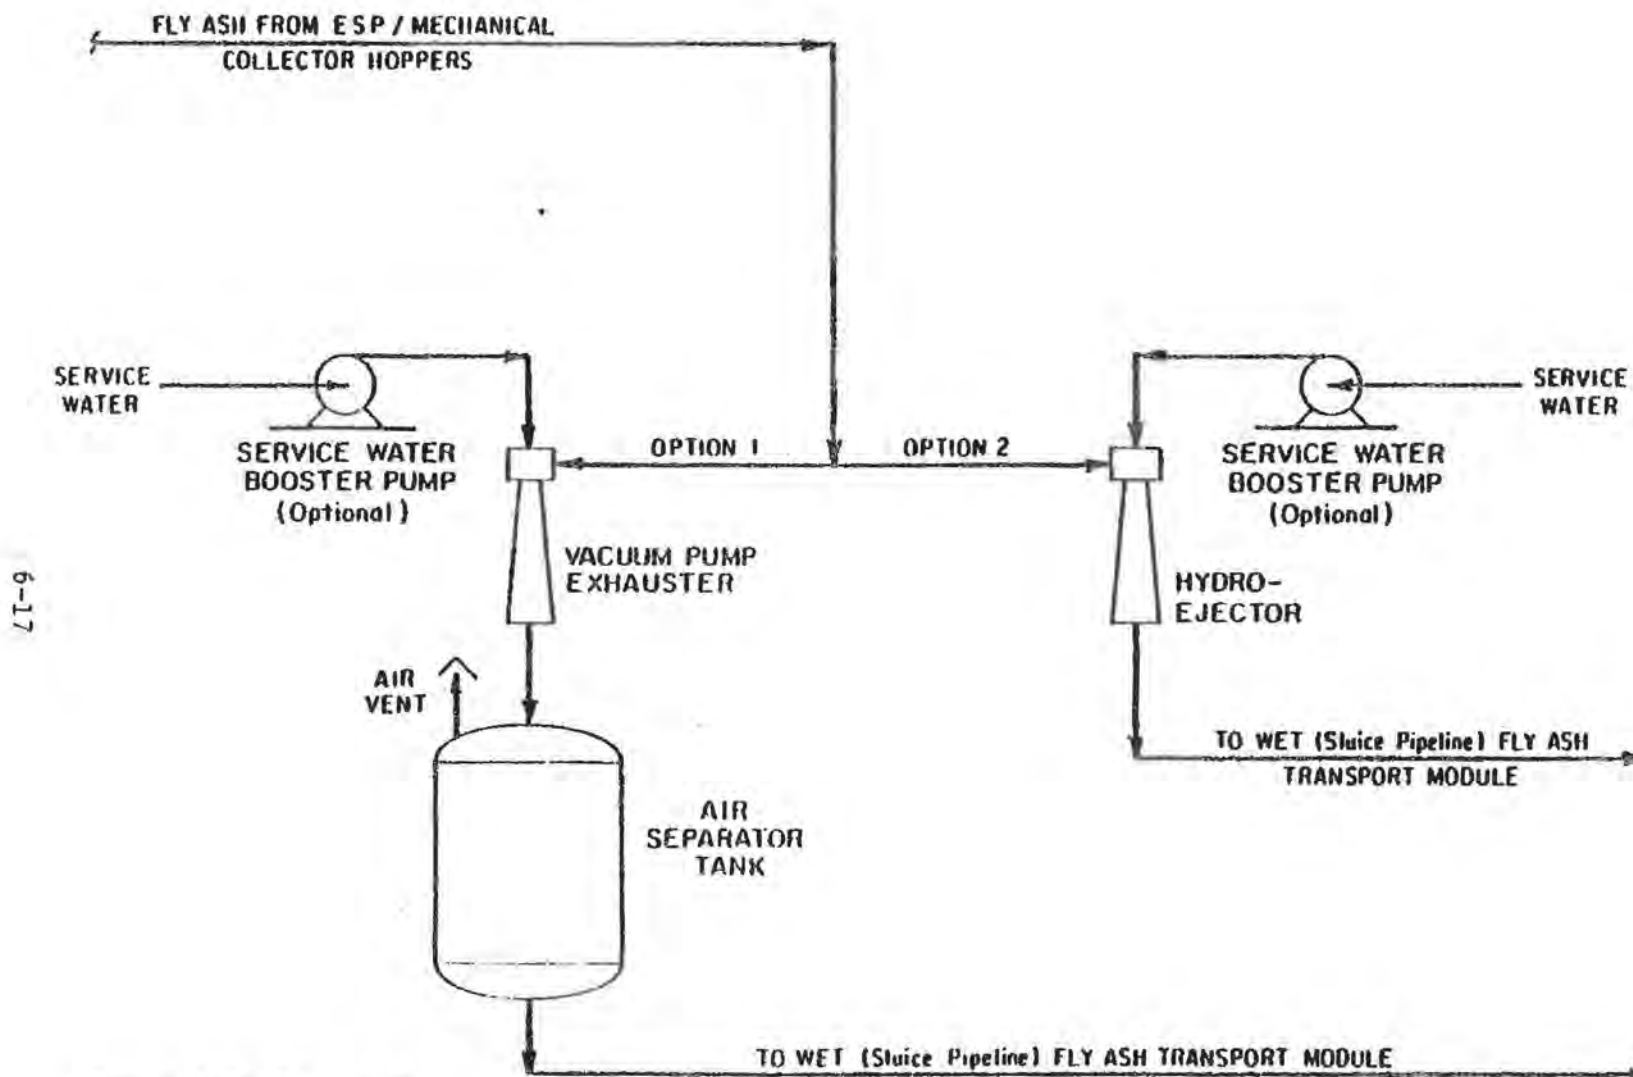 FLY ASH FROM ESP / MECHANICAL
COLLECTOR HOPPERS
SERVICE
WATER
SERVICE WATER
BOOSTER PUMP
(Optional)
OPTION 1
OPTION 2
SERVICE
WATER
SERVICE WATER
BOOSTER PUMP
(Optional)
VACUUM PUMP
EXHAUSTER
HYDRO-
EJECTOR
6-17
AIR
VENT
TO WET (Sluice Pipeline) FLY ASH
TRANSPORT MODULE
AIR
SEPARATOR
TANK
TO WET (Sluice Pipeline) FLY ASH TRANSPORT MODULE